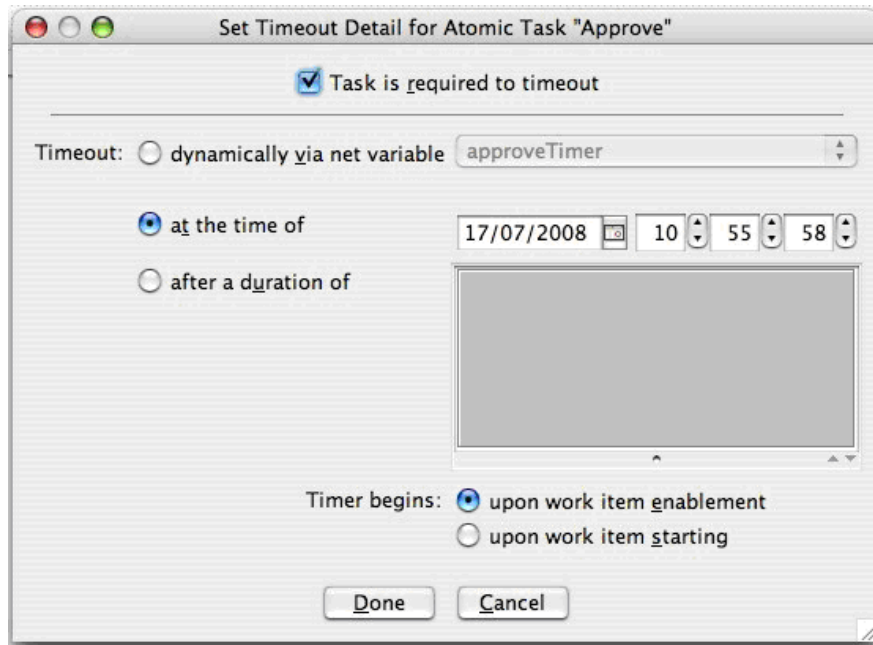 Set Timeout Detail for Atomic Task "Approve"
Task is required to timeout
Timeout: dynamically via net variable approveTimer
at the time of 17/07/2008 10 55 58
after a duration of
Timer begins: upon work item enablement
upon work item starting
Done Cancel